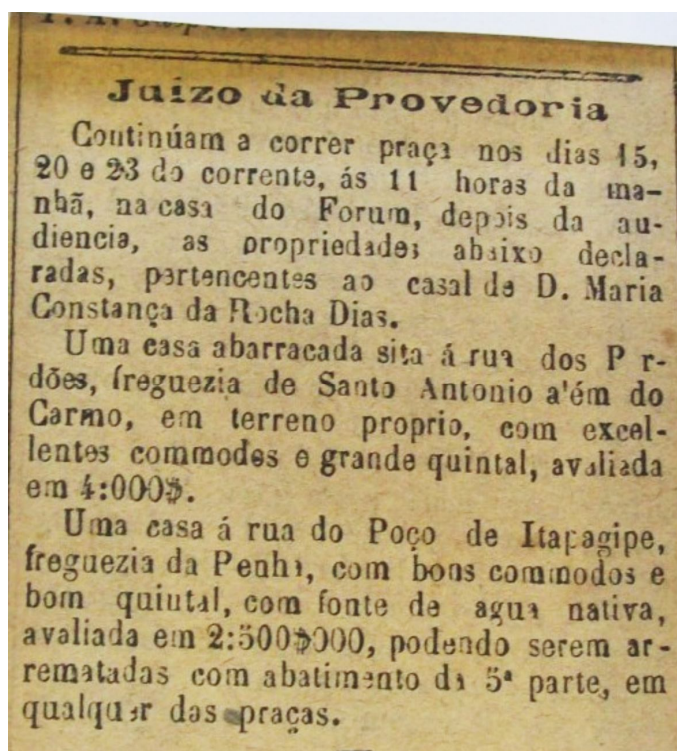 Juizo da Provedoria
Continúam a correr praça nos dias 15,
20 e 23 do corrente, ás 11 horas da ma-
nhã, na casa do Forum, depois da au-
diencia, as propriedades abaixo decla-
radas, pertencentes ao casal de D. Maria
Constança da Rocha Dias.
Uma casa abarracada sita á rua dos P r-
dões, freguezia de Santo Antonio a'ém do
Carmo, em terreno proprio, com excel-
lentes commodes e grande quintal, avaliada
em 4:000$.
Uma casa á rua do Poço de Itapagipe,
freguezia da Penha, com bons commodos e
bom quintal, com fonte de agua nativa,
avaliada em 2:500$000, podendo serem ar-
rematadas com abatimento da 5ª parte, em
qualquer das praças.